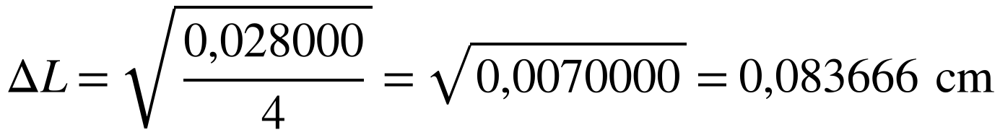 ΔL = √(0,028000/4) = √0,0070000 = 0,083666 cm